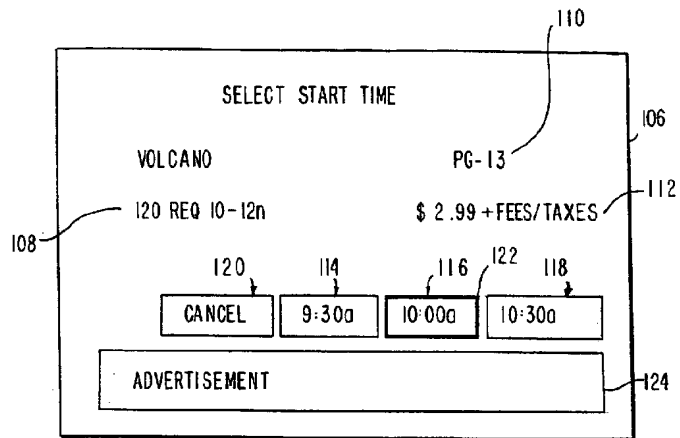 110
SELECT START TIME
106
VOLCANO PG-13
108 120 REQ 10-12n $ 2.99 + FEES/TAXES 112
120 114 116 122 118
CANCEL 9:30a 10:00a 10:30a
ADVERTISEMENT 124